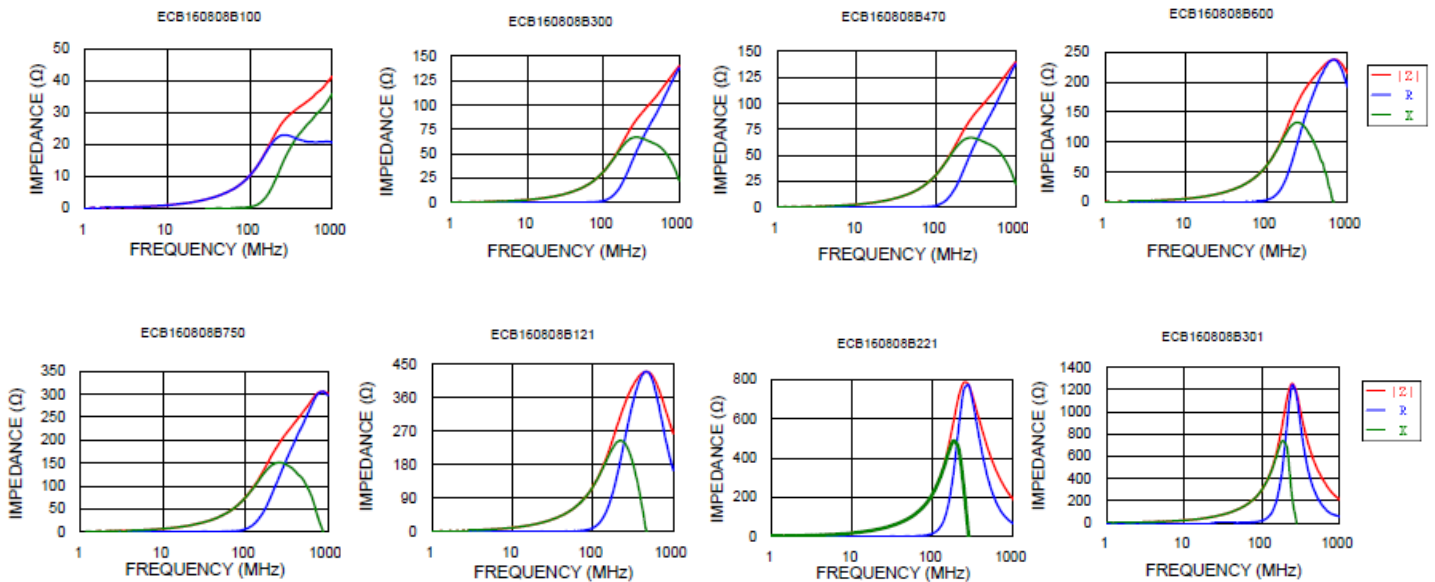 ECB160808B100
IMPEDANCE (Ω)
50
40
30
20
10
0
1
10
100
1000
FREQUENCY (MHz)
ECB160808B300
IMPEDANCE (Ω)
150
125
100
75
50
25
0
1
10
100
1000
FREQUENCY (MHz)
ECB160808B470
IMPEDANCE (Ω)
150
125
100
75
50
25
0
1
10
100
1000
FREQUENCY (MHz)
ECB160808B600
IMPEDANCE (Ω)
250
200
150
100
50
0
1
10
100
1000
FREQUENCY (MHz)
|Z|
R
X
ECB160808B750
IMPEDANCE (Ω)
350
300
250
200
150
100
50
0
1
10
100
1000
FREQUENCY (MHz)
ECB160808B121
IMPEDANCE (Ω)
450
360
270
180
90
0
1
10
100
1000
FREQUENCY (MHz)
ECB160808B221
IMPEDANCE (Ω)
800
600
400
200
0
1
10
100
1000
FREQUENCY (MHz)
ECB160808B301
IMPEDANCE (Ω)
1400
1200
1000
800
600
400
200
0
1
10
100
1000
FREQUENCY (MHz)
|Z|
R
X